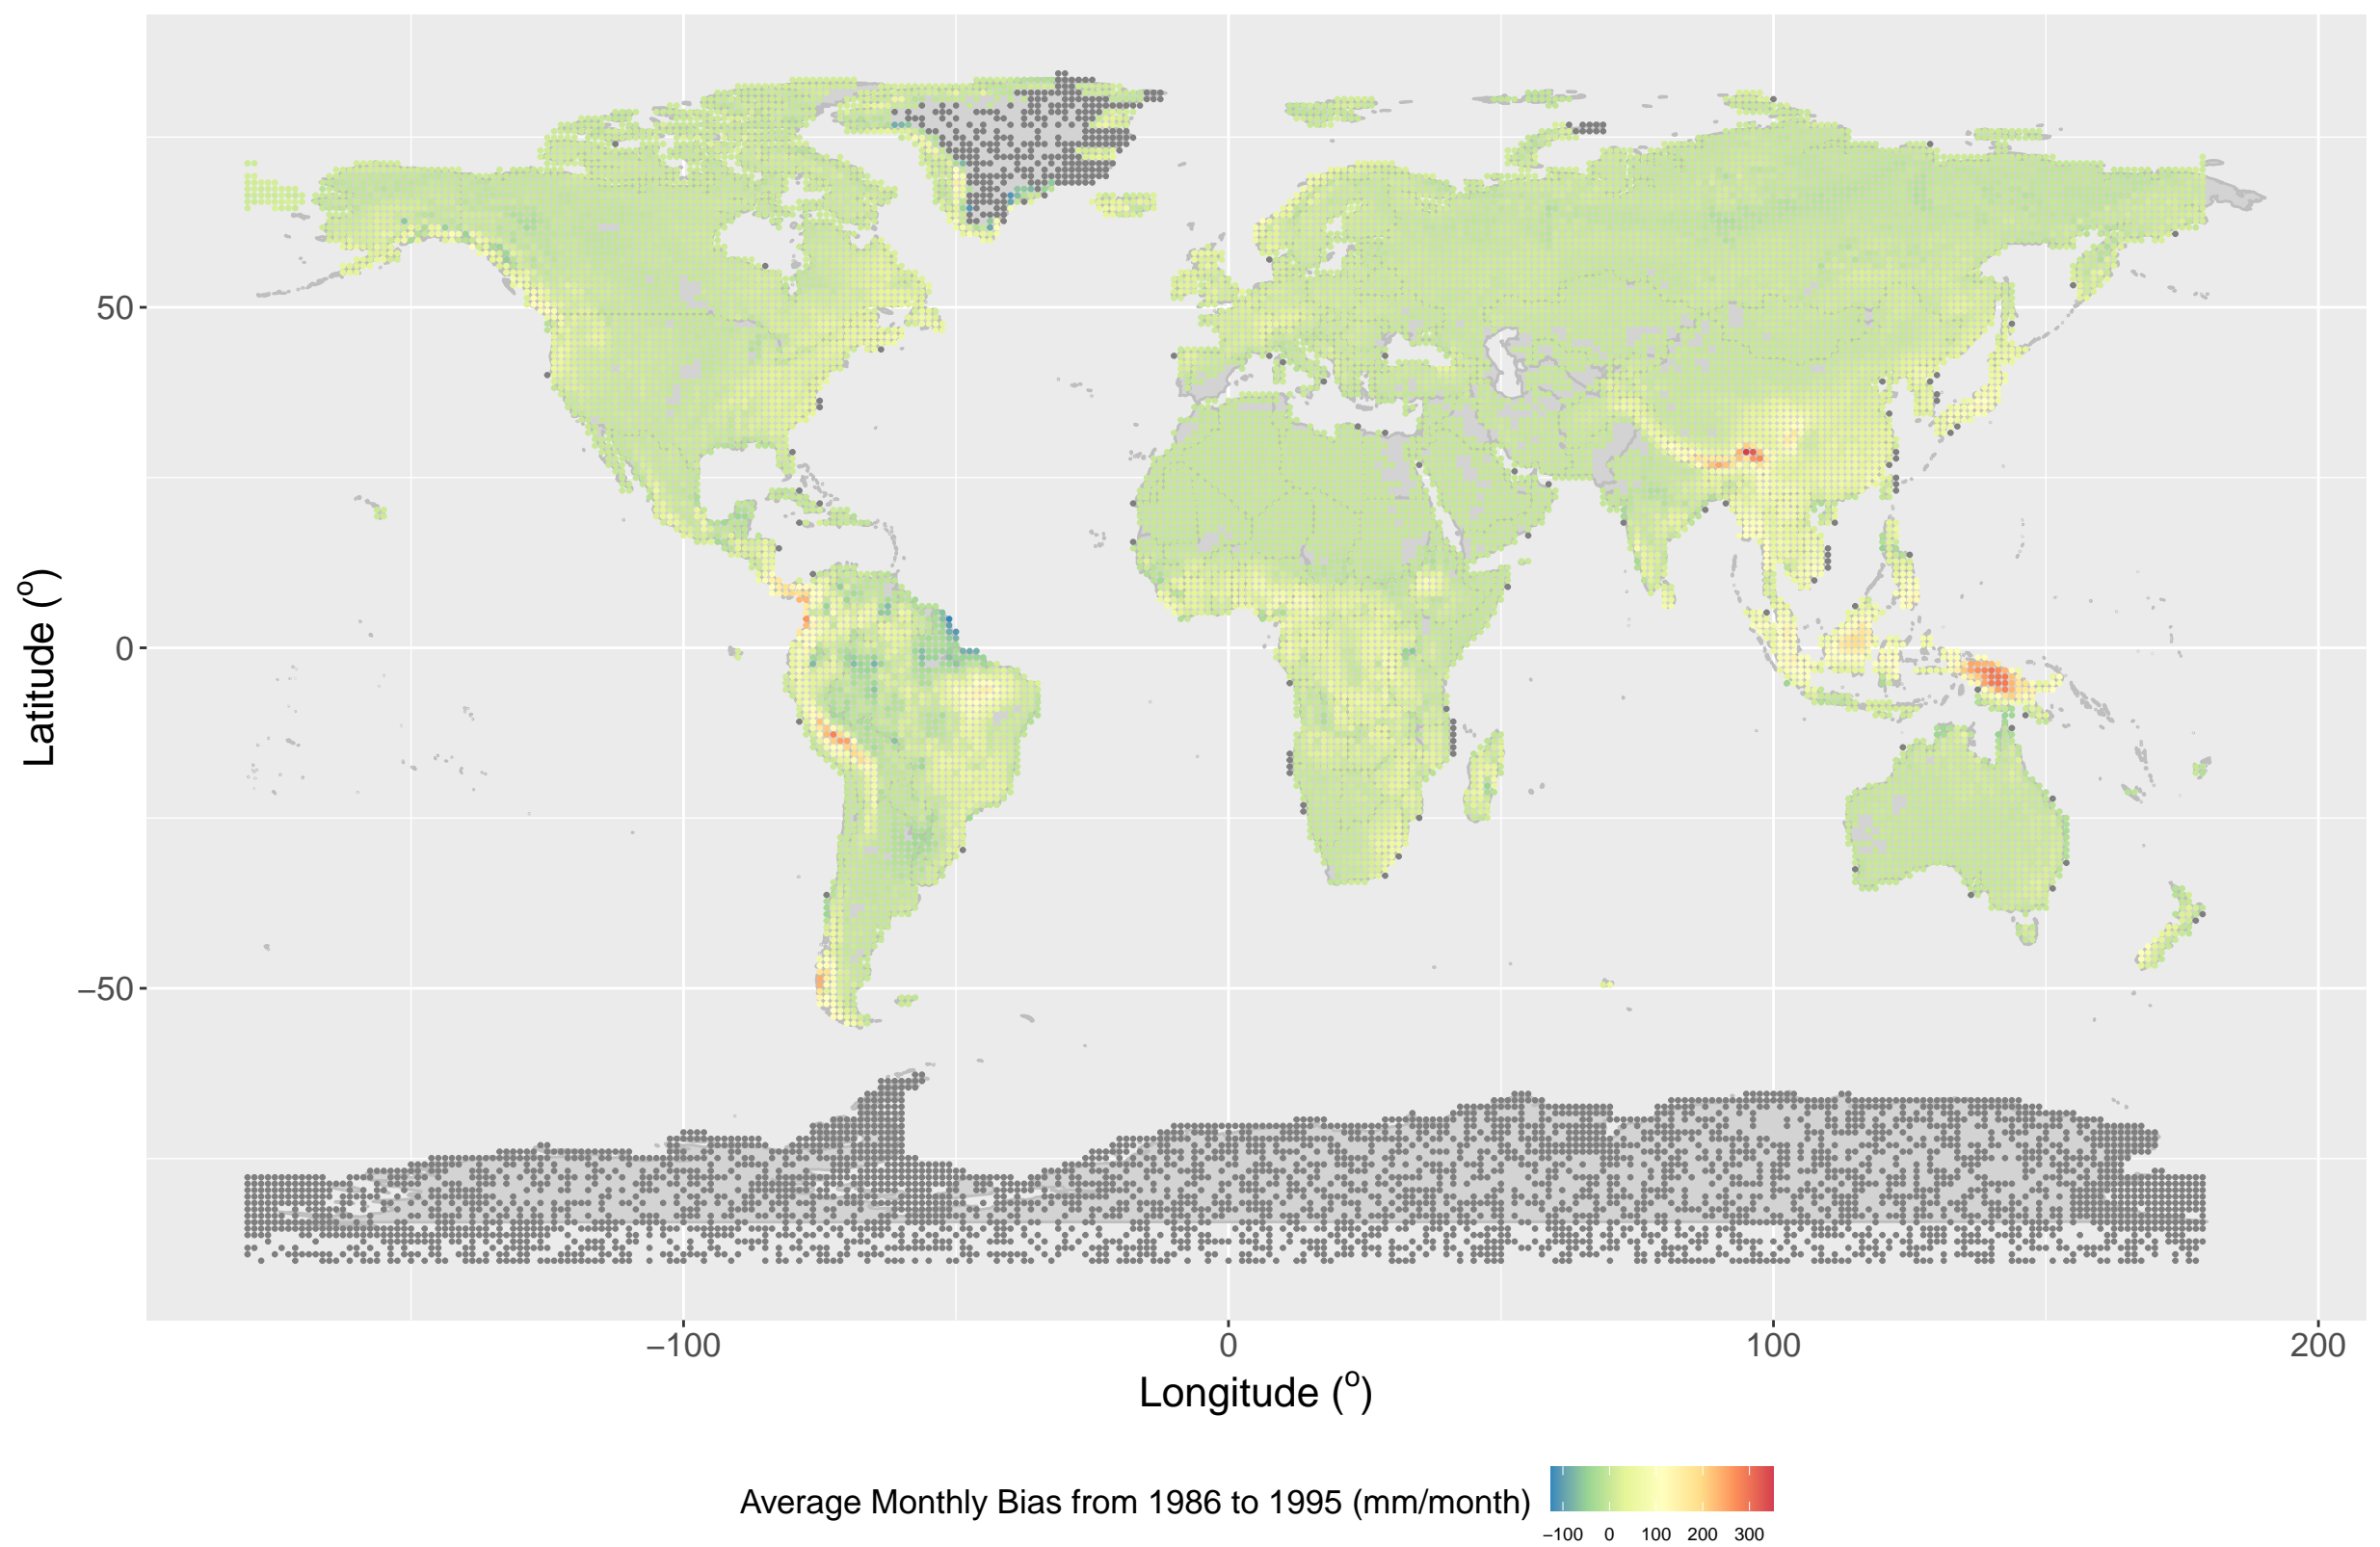 50
0
−50
Latitude (o)
−100
0
100
200
Longitude (o)
Average Monthly Bias from 1986 to 1995 (mm/month)
−100 0 100 200 300